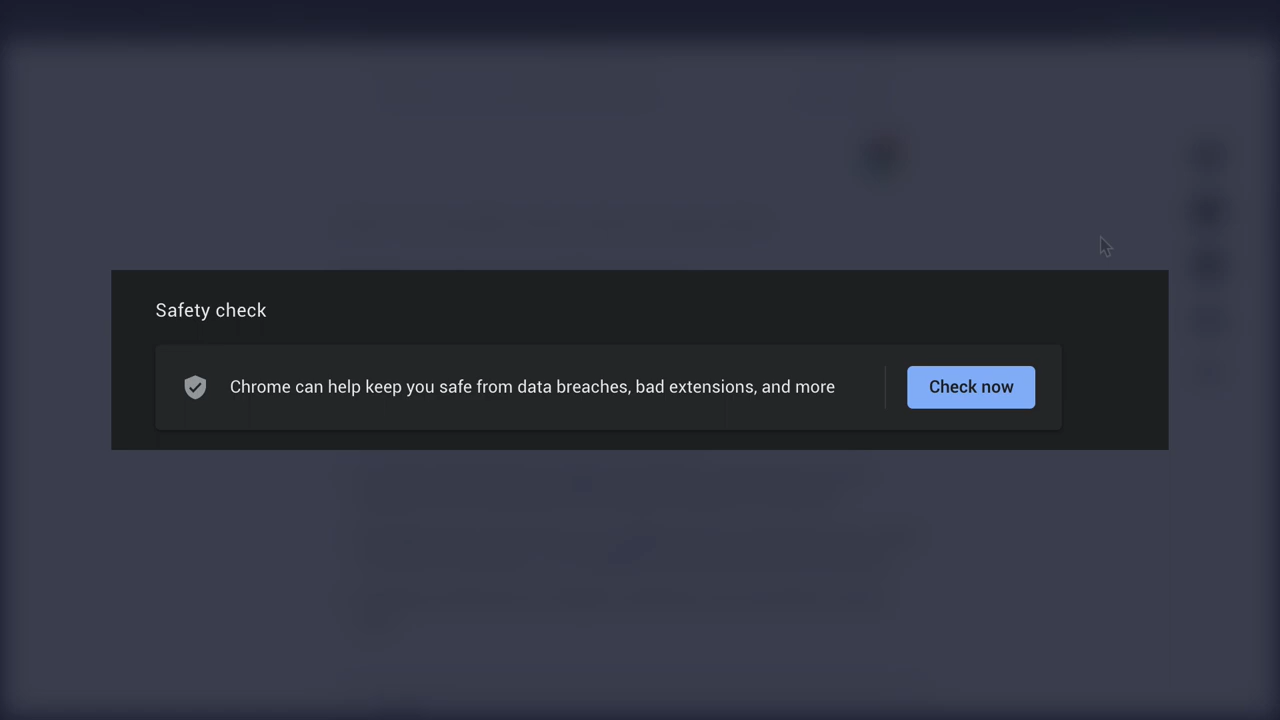 Safety check
Chrome can help keep you safe from data breaches, bad extensions, and more
Check now